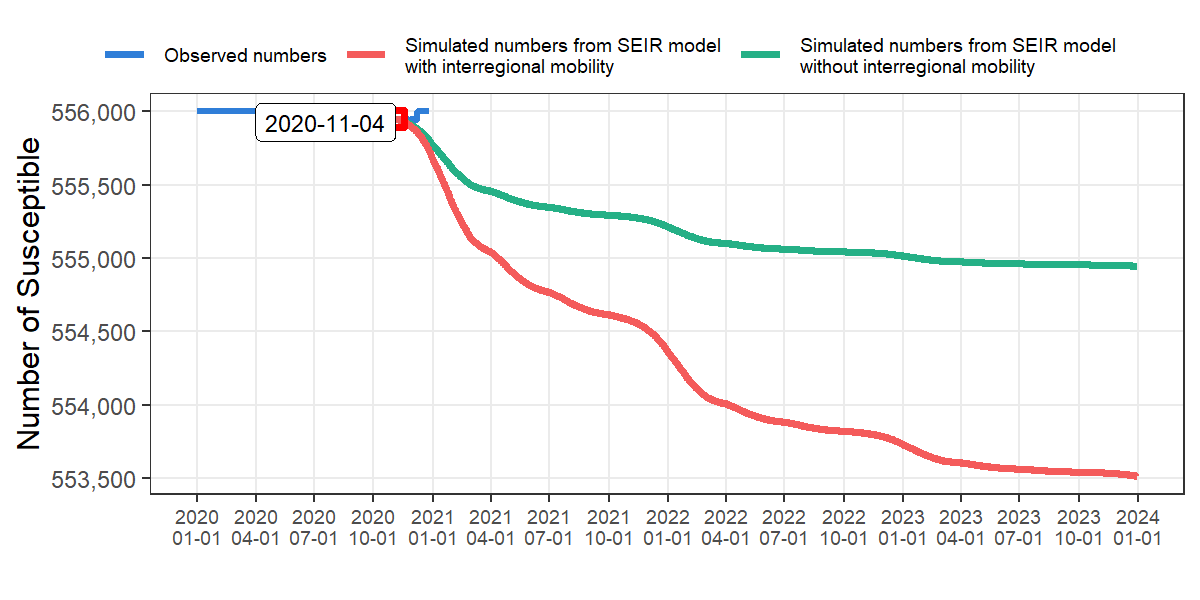 Observed numbers
Simulated numbers from SEIR model
with interregional mobility
Simulated numbers from SEIR model
without interregional mobility
Number of Susceptible
556,000
555,500
555,000
554,500
554,000
553,500
2020-11-04
2020 2020 2020 2020 2021 2021 2021 2021 2022 2022 2022 2022 2023 2023 2023 2023 2024
01-01 04-01 07-01 10-01 01-01 04-01 07-01 10-01 01-01 04-01 07-01 10-01 01-01 04-01 07-01 10-01 01-01